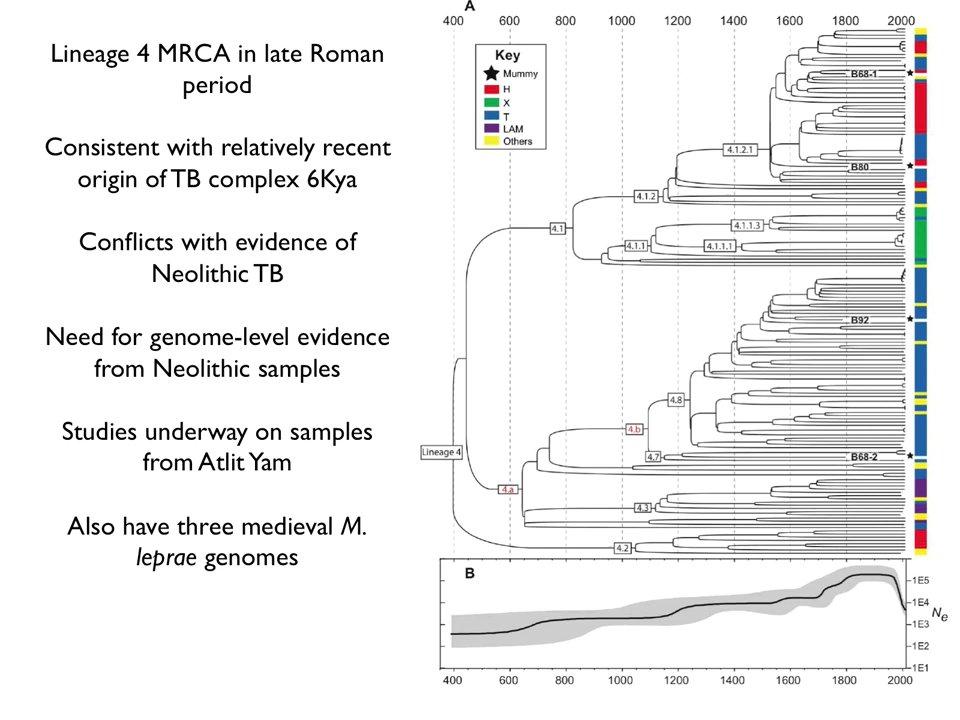 Lineage 4 MRCA in late Roman
period
Consistent with relatively recent
origin of TB complex 6Kya
Conflicts with evidence of
Neolithic TB
Need for genome-level evidence
from Neolithic samples
Studies underway on samples
from Atlit Yam
Also have three medieval M.
leprae genomes
A
400 600 800 1000 1200 1400 1600 1800 2000
Key
Mummy
H
X
T
LAM
Others
B68-1
4.1.2.1
B80
4.1.2
4.1.1.3
4.1
4.1.1
4.1.1.1
B92
4.8
4.b
Lineage 4
4.7
B68-2
4.a
4.3
4.2
B
1E5
1E4
Ne
1E3
1E2
1E1
400 600 800 1000 1200 1400 1600 1800 2000